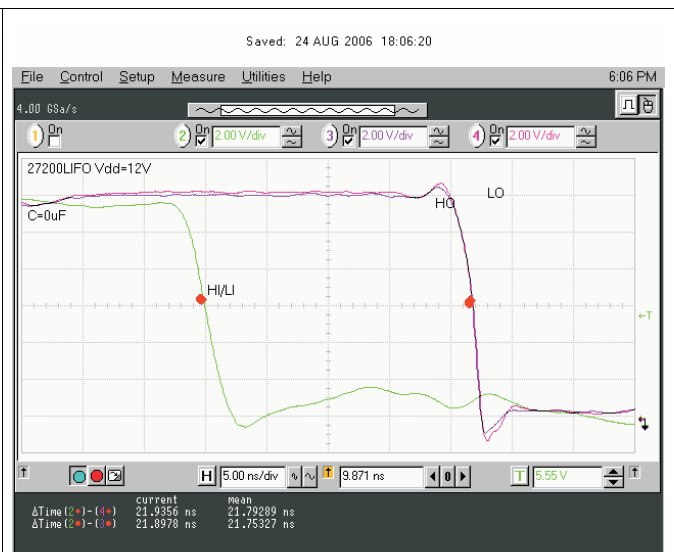 Saved: 24 AUG 2006 18:06:20
File Control Setup Measure Utilities Help 6:06 PM
4.00 GSa/s
1 On 2 On 2.00 V/div 3 On 2.00 V/div 4 On 2.00 V/div
27200LIFO Vdd=12V
C=0uF
HO LO
HI/LI
T
H 5.00 ns/div 9.871 ns 0 T 5.55 V
current mean
ΔTime(2)-(4) 21.9356 ns 21.79289 ns
ΔTime(2)-(3) 21.8978 ns 21.75327 ns